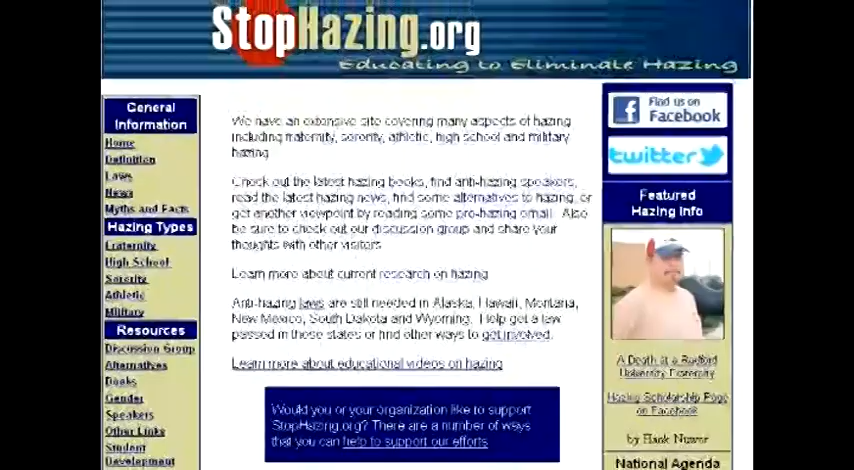 StopHazing.org
Educating to Eliminate Hazing
General
Information
Home
Definition
Laws
News
Myths and Facts
Hazing Types
Fraternity
High School
Sorority
Athletic
Military
Resources
Discussion Group
Alternatives
Books
Gender
Speakers
Other Links
Student
Development
We have an extensive site covering many aspects of hazing
including fraternity, sorority, athletic, high school and military
hazing.
Check out the latest hazing books, find anti-hazing speakers,
read the latest hazing news, find some alternatives to hazing, or
get another viewpoint by reading some pro-hazing email. Also
be sure to check out our discussion group and share your
thoughts with other visitors.
Learn more about current research on hazing
Anti-hazing laws are still needed in Alaska, Hawaii, Montana,
New Mexico, South Dakota and Wyoming. Help get a law
passed in those states or find other ways to get involved.
Learn more about educational videos on hazing
Would you or your organization like to support
StopHazing.org? There are a number of ways
that you can help to support our efforts.
Find us on
Facebook
twitter
Featured
Hazing Info
A Death at a Radford
University Fraternity
Hazing Scholarship Page
on Facebook
by Hank Nuwer
National Agenda